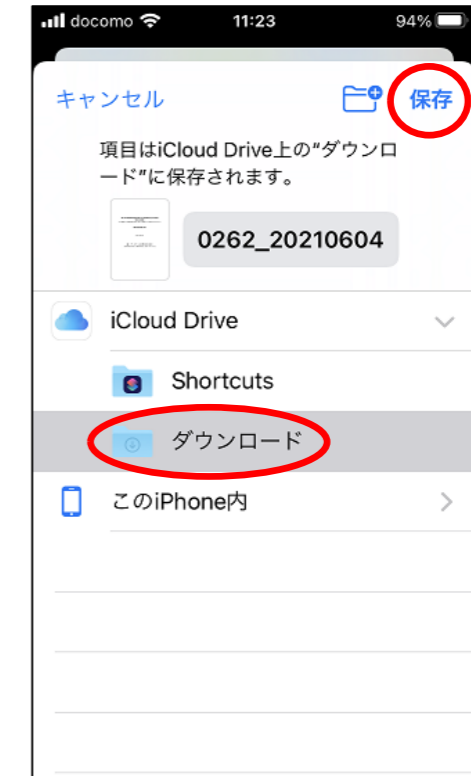 docomo 11:23 94%
キャンセル 保存
項目はiCloud Drive上の“ダウンロ
ード”に保存されます。
0262_20210604
iCloud Drive
Shortcuts
ダウンロード
このiPhone内